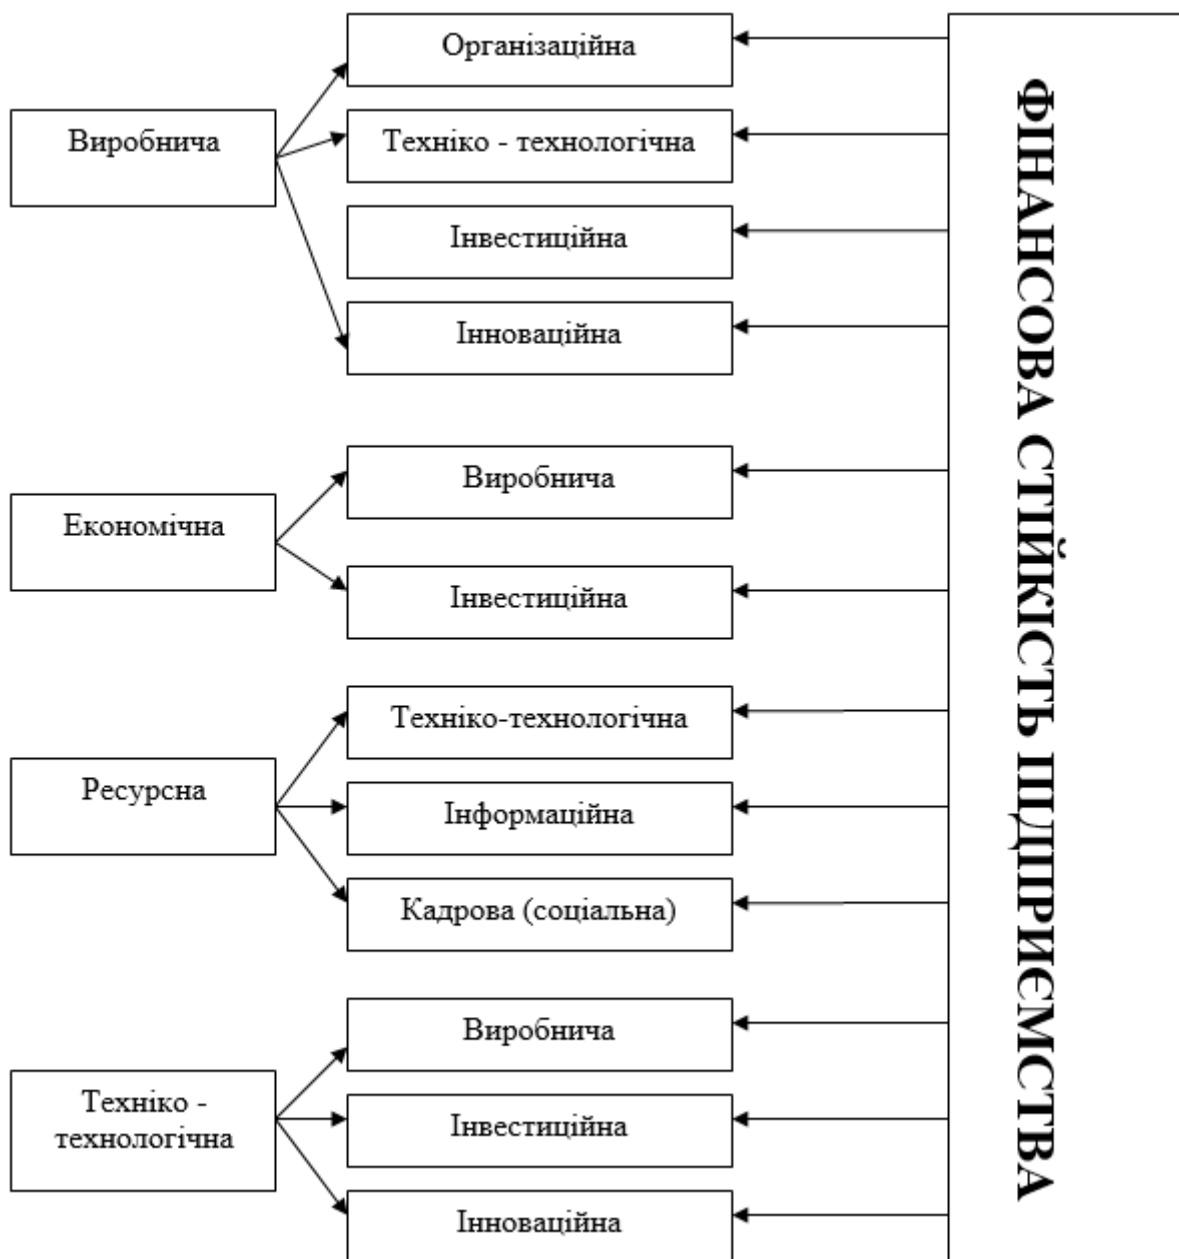 Організаційна
Виробнича
Техніко - технологічна
Інвестиційна
Інноваційна
Виробнича
Економічна
Інвестиційна
Техніко-технологічна
Ресурсна
Інформаційна
Кадрова (соціальна)
Виробнича
Техніко -
технологічна
Інвестиційна
Інноваційна
ФІНАНСОВА СТІЙКІСТЬ ПІДПРИЄМСТВА